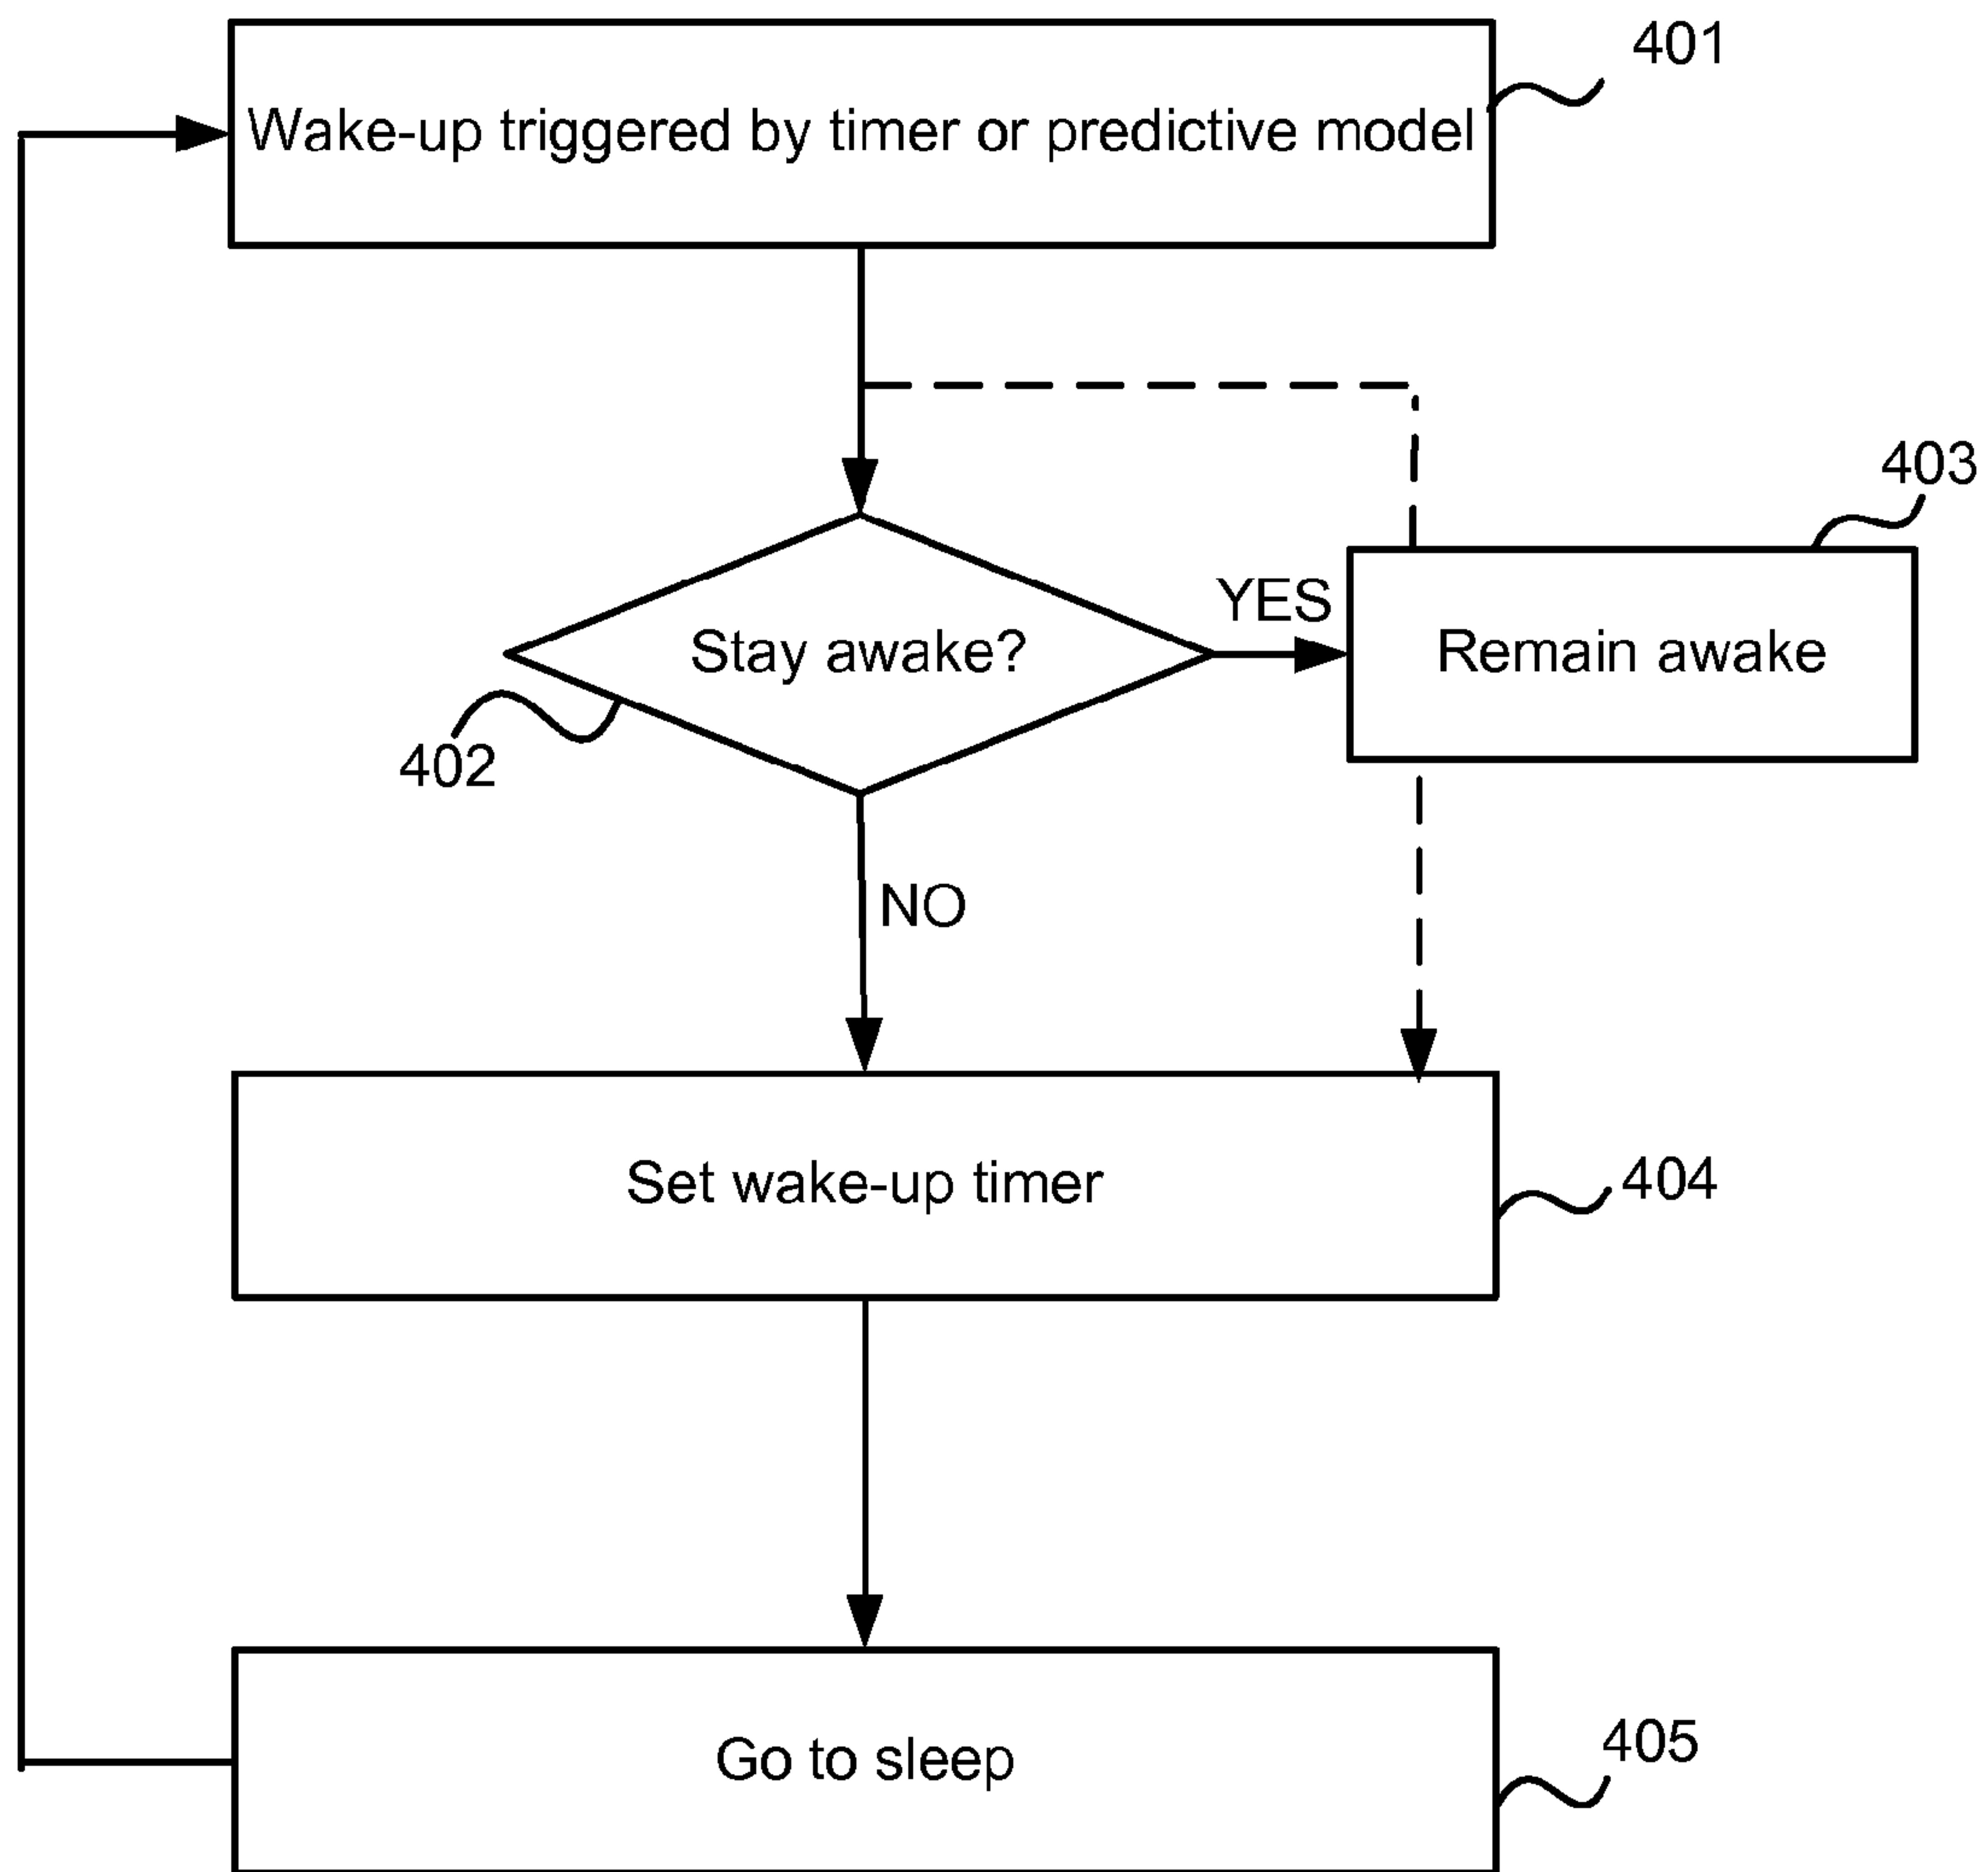 401
Wake-up triggered by timer or predictive model
403
YES
Stay awake?
Remain awake
402
NO
Set wake-up timer
404
Go to sleep
405